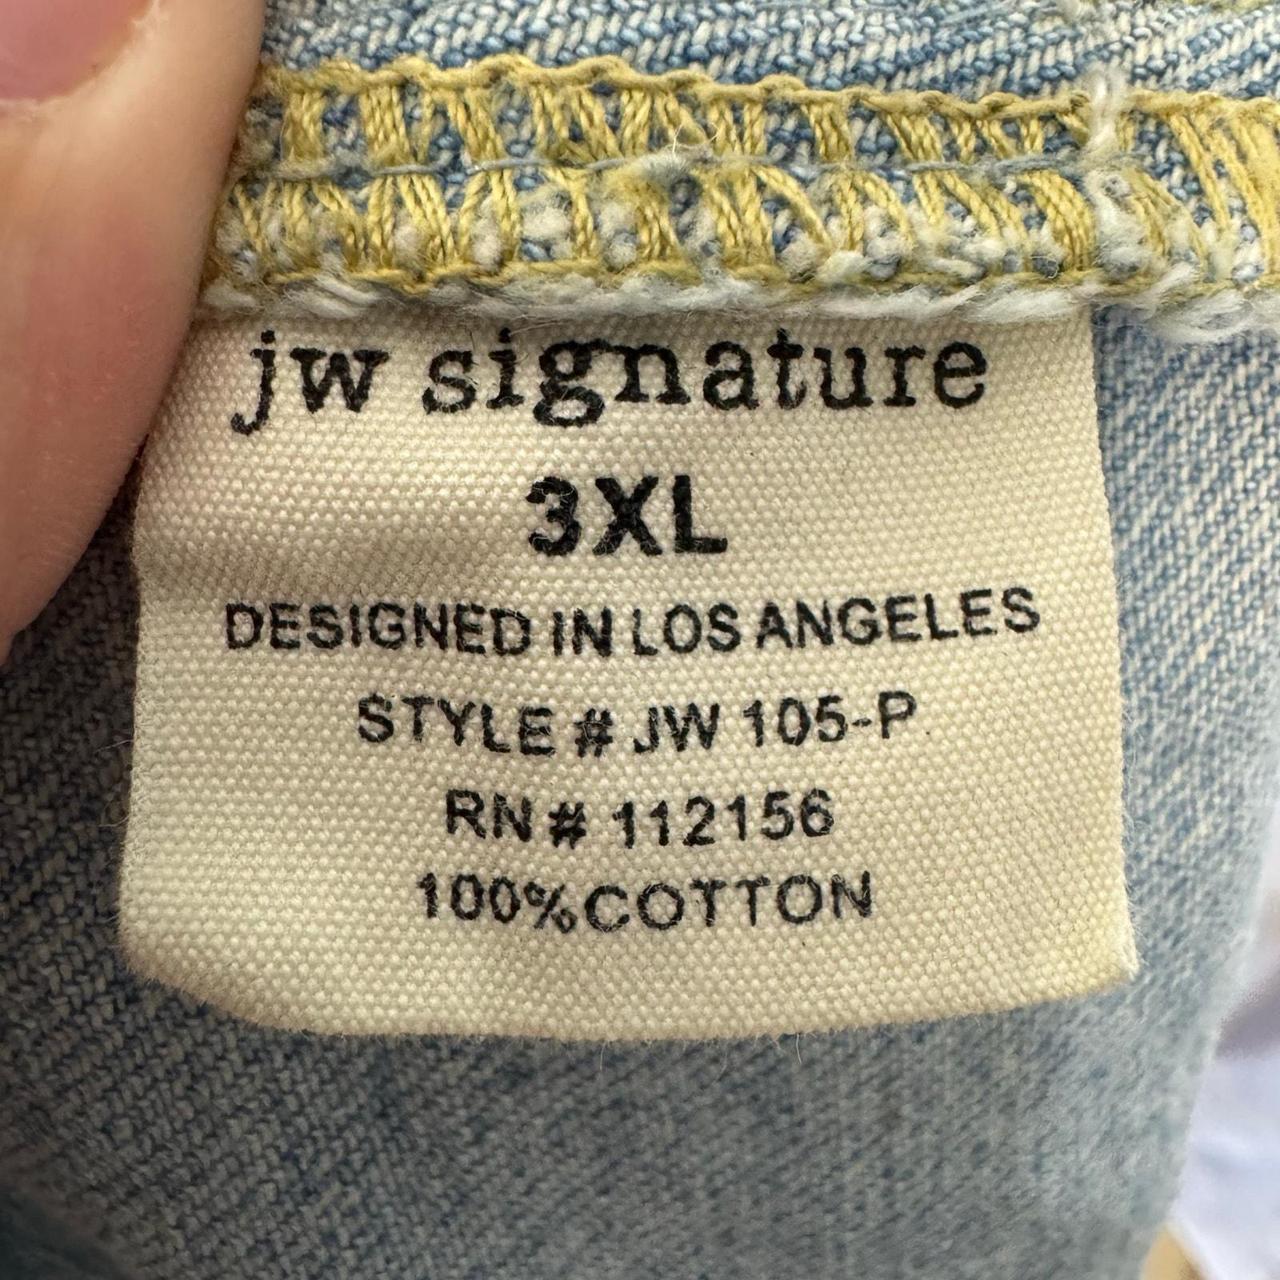 jw signature
3XL
DESIGNED IN LOS ANGELES
STYLE # JW 105-P
RN # 112156
100%COTTON